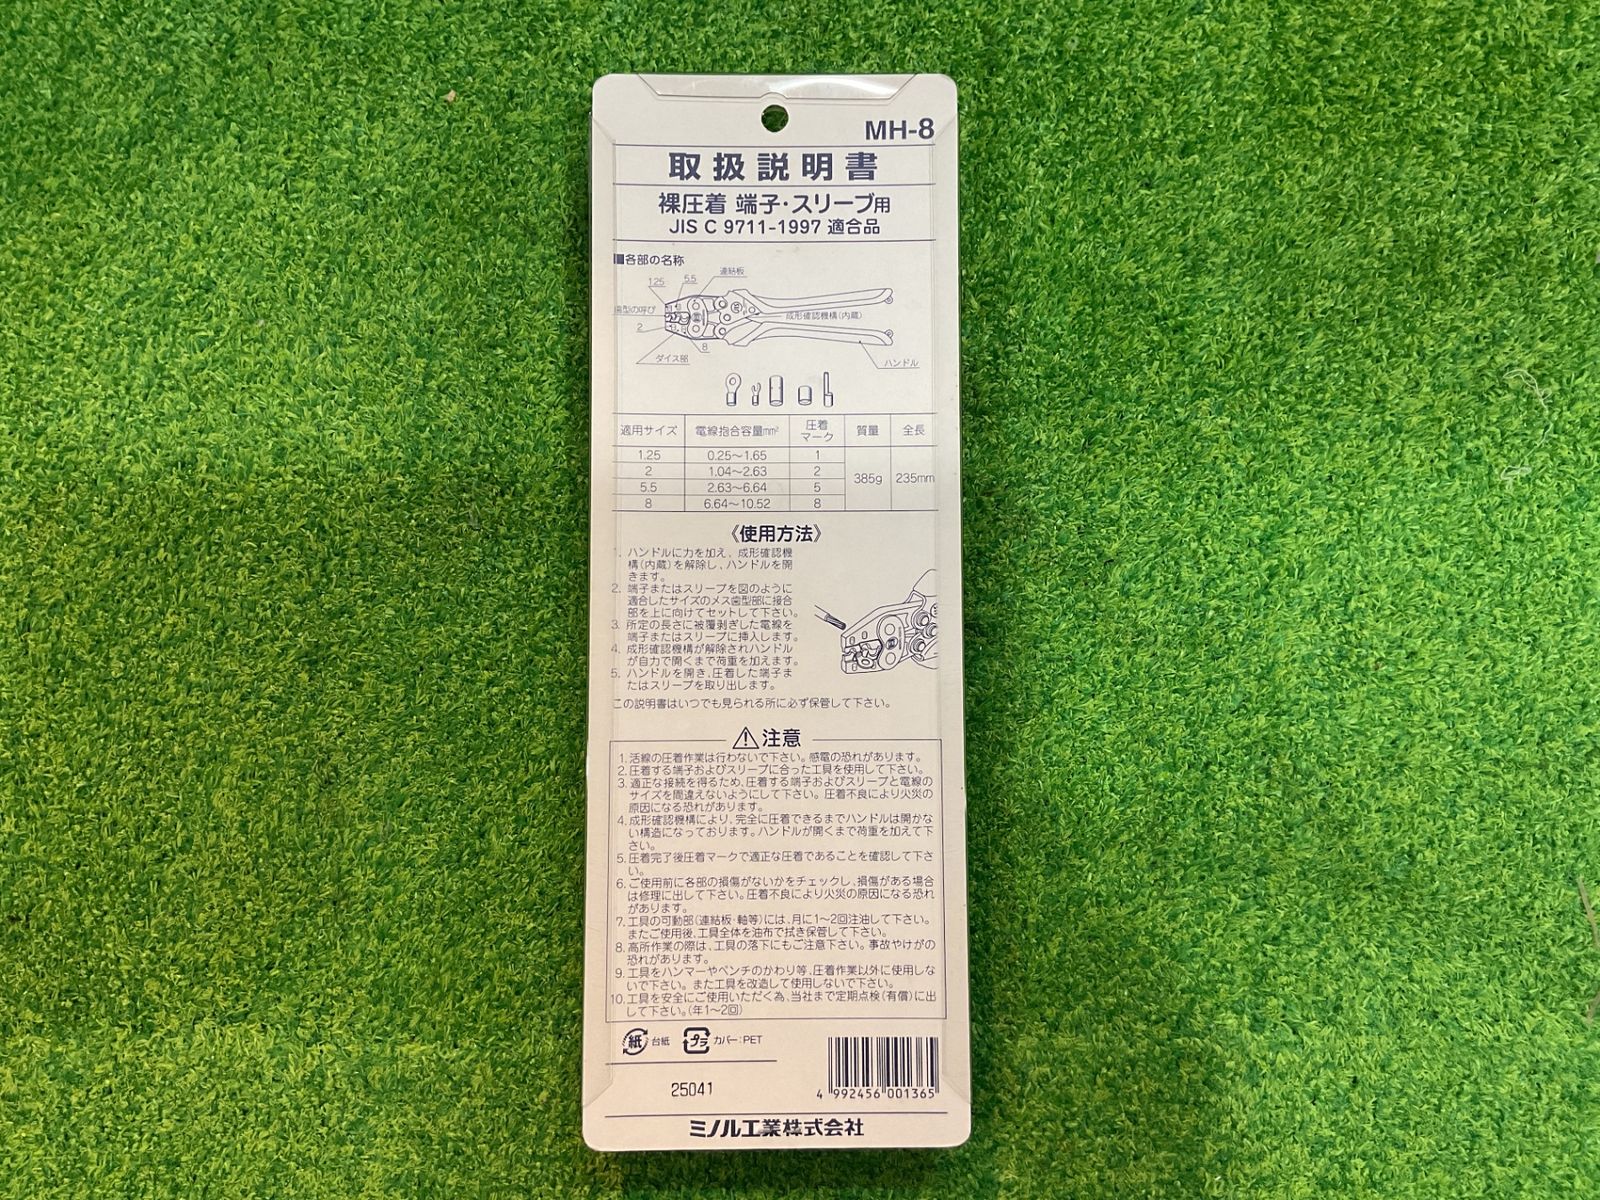 MH-8
取扱説明書
裸圧着 端子・スリーブ用
JIS C 9711-1997 適合品
■各部の名称
連結板
1.25
5.5
歯型の呼び
成形確認機構(内蔵)
2
8
ダイス部
ハンドル
適用サイズ 電線抱合容量mm² 圧着マーク 質量 全長
1.25 0.25～1.65 1
2 1.04～2.63 2
385g 235mm
5.5 2.63～6.64 5
8 6.64～10.52 8
《使用方法》
1. ハンドルに力を加え、成形確認機
構(内蔵)を解除し、ハンドルを開
きます。
2. 端子またはスリーブを図のように
適合したサイズのメス歯型部に接合
部を上に向けてセットして下さい。
3. 所定の長さに被覆剥ぎした電線を
端子またはスリーブに挿入します。
4. 成形確認機構が解除されハンドル
が自力で開くまで荷重を加えます。
5. ハンドルを開き、圧着した端子ま
たはスリーブを取り出します。
この説明書はいつでも見られる所に必ず保管して下さい。
⚠注意
1. 活線の圧着作業は行わないで下さい。感電の恐れがあります。
2. 圧着する端子およびスリーブに合った工具を使用して下さい。
3. 適正な接続を得るため、圧着する端子およびスリーブと電線の
サイズを間違えないようにして下さい。圧着不良により火災の
原因になる恐れがあります。
4. 成形確認機構により、完全に圧着できるまでハンドルは開かな
い構造になっております。ハンドルが開くまで荷重を加えて下
さい。
5. 圧着完了後圧着マークで適正な圧着であることを確認して下さ
い。
6. ご使用前に各部の損傷がないかをチェックし、損傷がある場合
は修理に出して下さい。圧着不良により火災の原因になる恐れ
があります。
7. 工具の可動部(連結板・軸等)には、月に1～2回注油して下さい。
またご使用後、工具全体を油布で拭き保管して下さい。
8. 高所作業の際は、工具の落下にもご注意下さい。事故やけがの
恐れがあります。
9. 工具をハンマーやペンチのかわり等、圧着作業以外に使用しな
いで下さい。また工具を改造して使用しないで下さい。
10. 工具を安全にご使用いただく為、当社まで定期点検(有償)に出
して下さい。(年1～2回)
紙 台紙 プラ カバー:PET
25041
4 992456 001365
ミノル工業株式会社